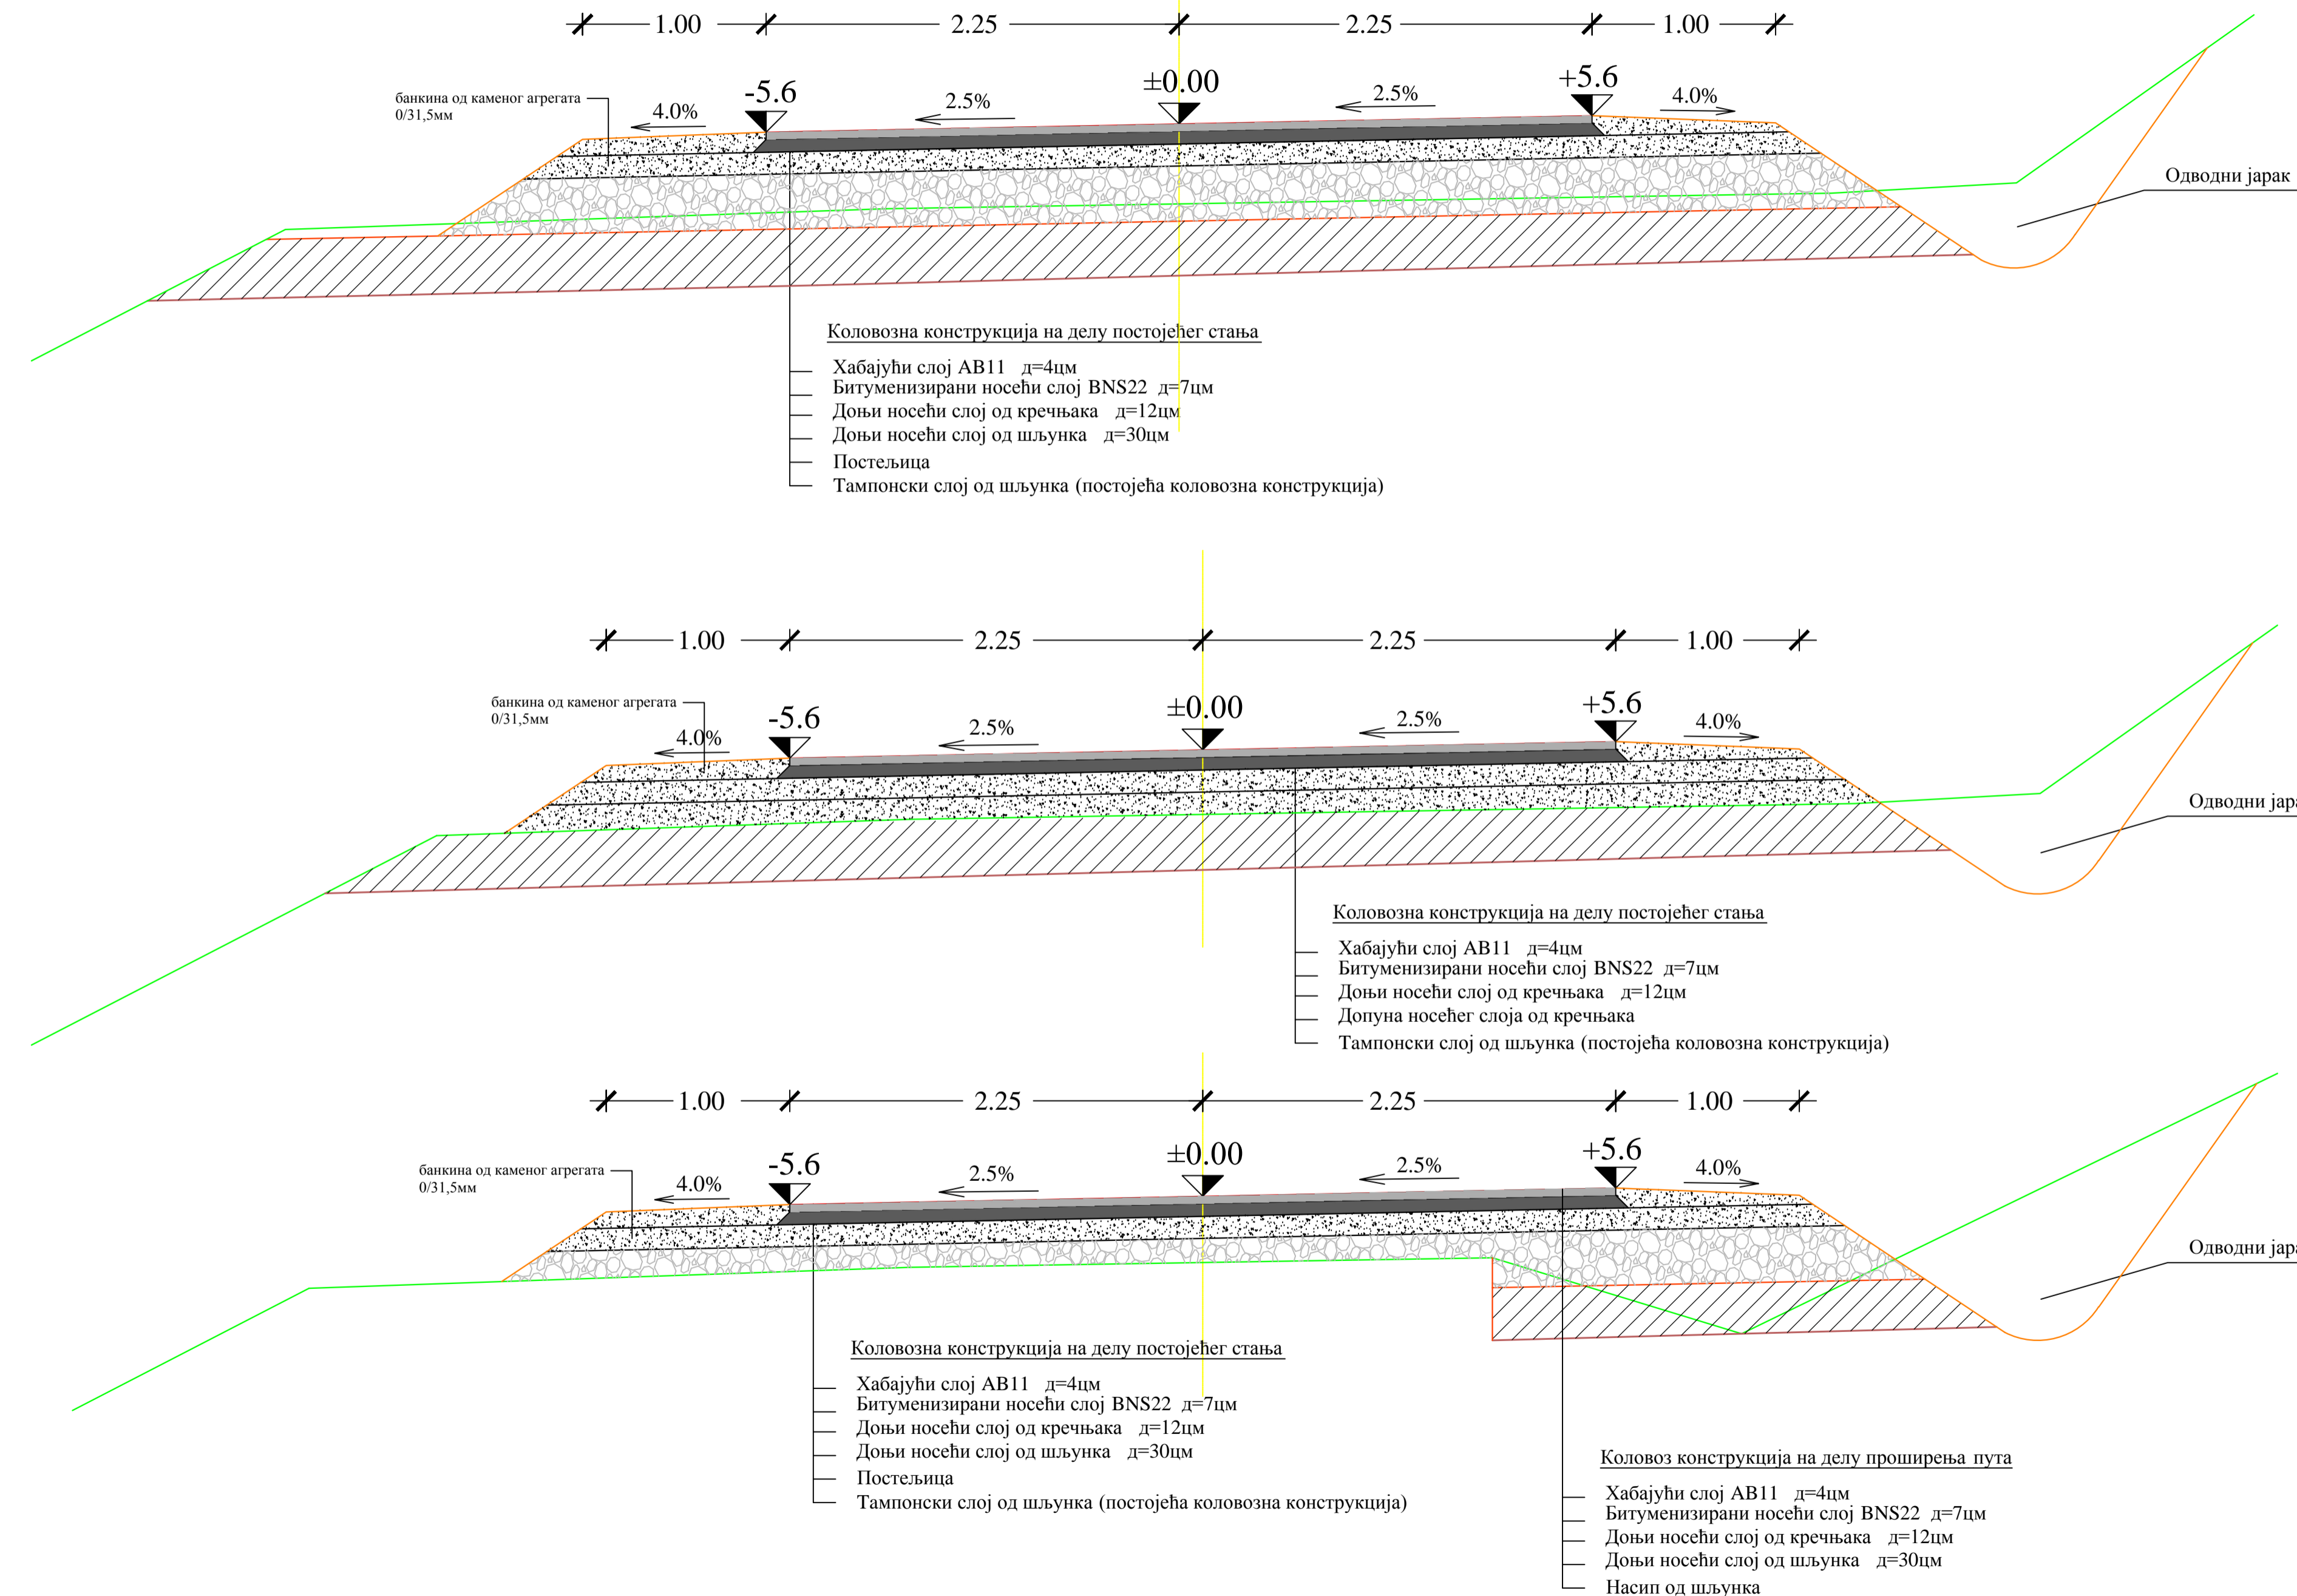 1.00 2.25 2.25 1.00
-5.6 ±0.00 +5.6
4.0% 2.5% 2.5% 4.0%
банкина од каменог агрегата
0/31,5мм
Одводни јарак
Коловозна конструкција на делу постојећег стања
Хабајући слој АВ11 д=4цм
Битуменизирани носећи слој BNS22 д=7цм
Доњи носећи слој од кречњака д=12цм
Доњи носећи слој од шљунка д=30цм
Постељица
Тампонски слој од шљунка (постојећа коловозна конструкција)
1.00 2.25 2.25 1.00
-5.6 ±0.00 +5.6
4.0% 2.5% 2.5% 4.0%
банкина од каменог агрегата
0/31,5мм
Одводни јара
Коловозна конструкција на делу постојећег стања
Хабајући слој АВ11 д=4цм
Битуменизирани носећи слој BNS22 д=7цм
Доњи носећи слој од кречњака д=12цм
Допуна носећег слоја од кречњака
Тампонски слој од шљунка (постојећа коловозна конструкција)
1.00 2.25 2.25 1.00
-5.6 ±0.00 +5.6
4.0% 2.5% 2.5% 4.0%
банкина од каменог агрегата
0/31,5мм
Одводни јара
Коловозна конструкција на делу постојећег стања
Хабајући слој АВ11 д=4цм
Битуменизирани носећи слој BNS22 д=7цм
Доњи носећи слој од кречњака д=12цм
Доњи носећи слој од шљунка д=30цм
Постељица
Тампонски слој од шљунка (постојећа коловозна конструкција)
Коловоз конструкција на делу проширења пута
Хабајући слој АВ11 д=4цм
Битуменизирани носећи слој BNS22 д=7цм
Доњи носећи слој од кречњака д=12цм
Доњи носећи слој од шљунка д=30цм
Насип од шљунка